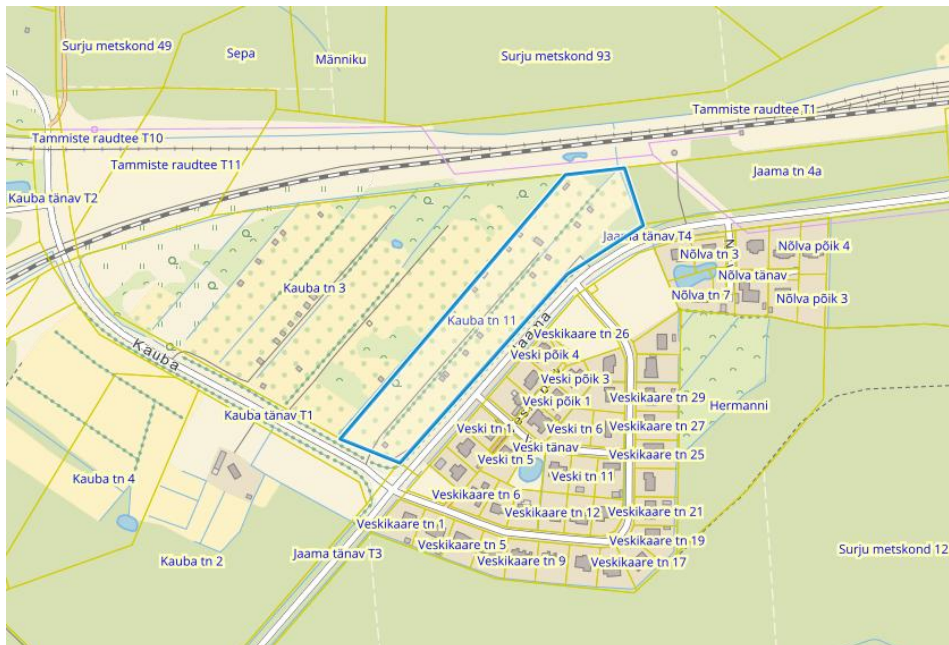 Surju metskond 49
Sepa
Männiku
Surju metskond 93
Tammiste raudtee T1
Tammiste raudtee T10
Tammiste raudtee T11
Jaama tn 4a
Kauba tänav T2
Jaama tänav T4
Nõlva põik 4
Nõlva tn 3
Nõlva tänav
Kauba tn 3
Nõlva tn 7
Nõlva põik 3
Kauba tn 11
Jaama
Veskikaare tn 26
Kauba
Veski põik 4
Veski põik 3
Veskikaare tn 29
Veski põik 1
Hermanni
Kauba tänav T1
Veski tn 6
Veskikaare tn 27
Veski tänav
Veskikaare tn 25
Veski tn 5
Kauba tn 4
Veski tn 11
Veskikaare tn 6
Veskikaare tn 12
Veskikaare tn 21
Veskikaare tn 1
Veskikaare tn 19
Veskikaare tn 5
Surju metskond 12
Jaama tänav T3
Kauba tn 2
Veskikaare tn 9
Veskikaare tn 17